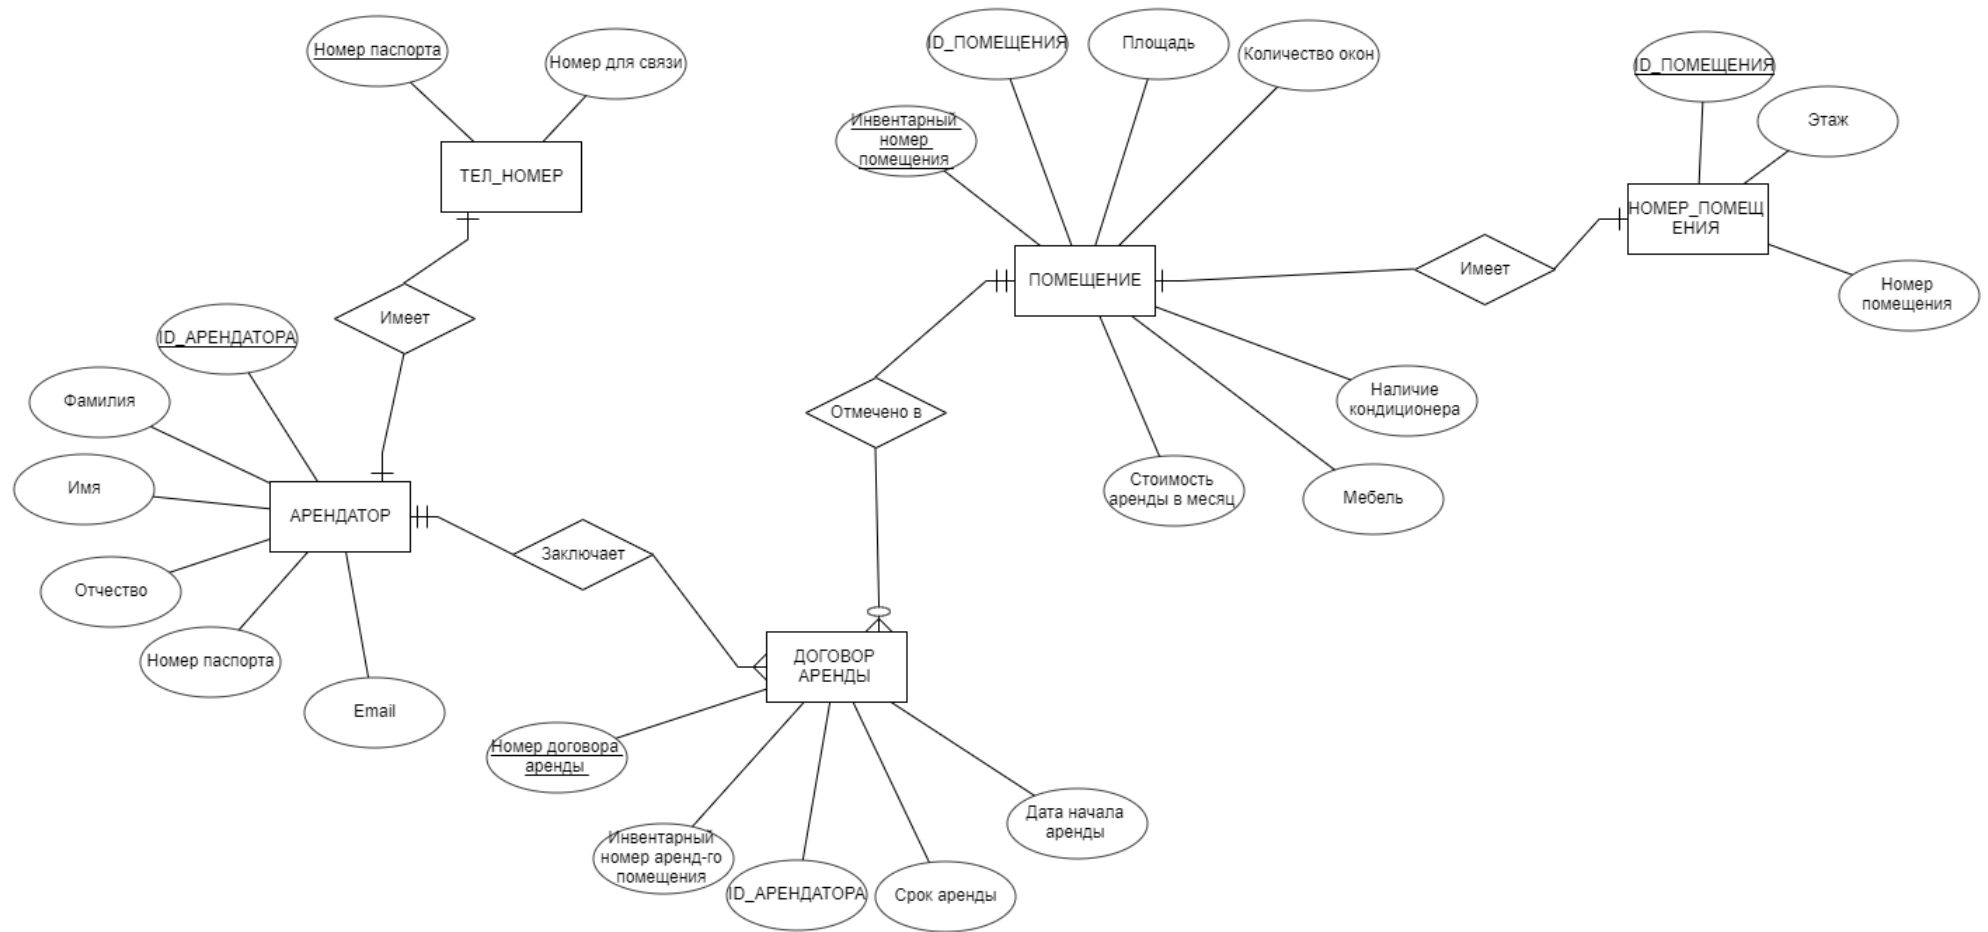 Номер паспорта
Номер для связи
ТЕЛ_НОМЕР
Имеет
ID_АРЕНДАТОРА
Фамилия
Имя
Отчество
Номер паспорта
Email
АРЕНДАТОР
Заключает
ID_ПОМЕЩЕНИЯ
Площадь
Количество окон
Инвентарный
номер
помещения
ПОМЕЩЕНИЕ
Имеет
ID_ПОМЕЩЕНИЯ
Этаж
НОМЕР_ПОМЕЩ
ЕНИЯ
Номер
помещения
Отмечено в
Наличие
кондиционера
Стоимость
аренды в месяц
Мебель
ДОГОВОР
АРЕНДЫ
Номер договора
аренды
Инвентарный
номер аренд-го
помещения
ID_АРЕНДАТОРА
Срок аренды
Дата начала
аренды